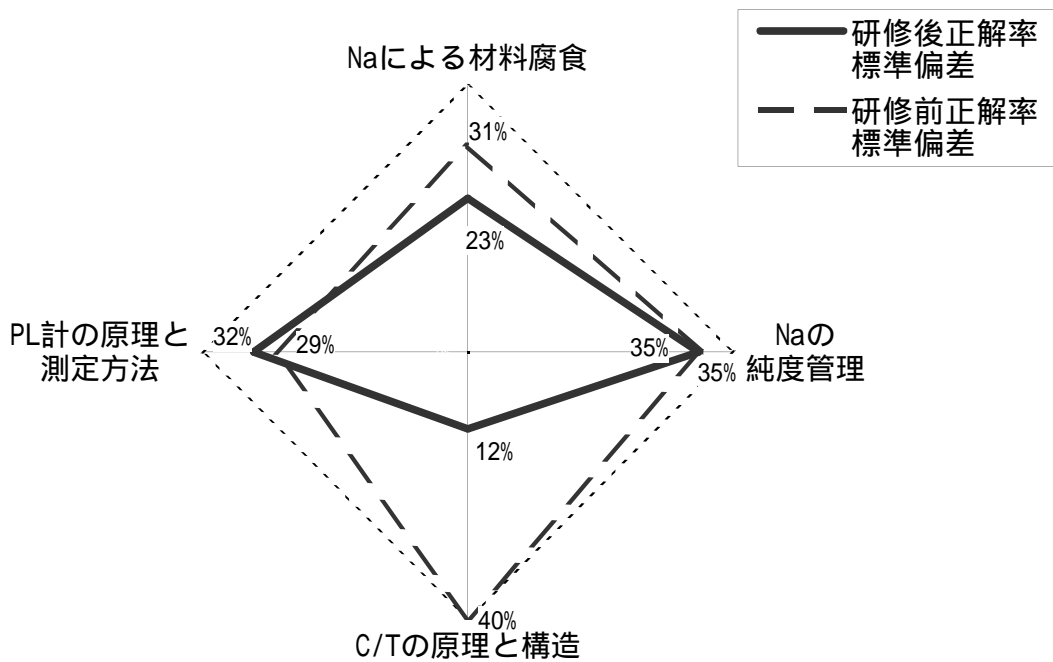 研修後正解率
標準偏差
研修前正解率
標準偏差
Naによる材料腐食
31%
23%
PL計の原理と
測定方法
32%
29%
35%
35%
Naの
純度管理
12%
40%
C/Tの原理と構造